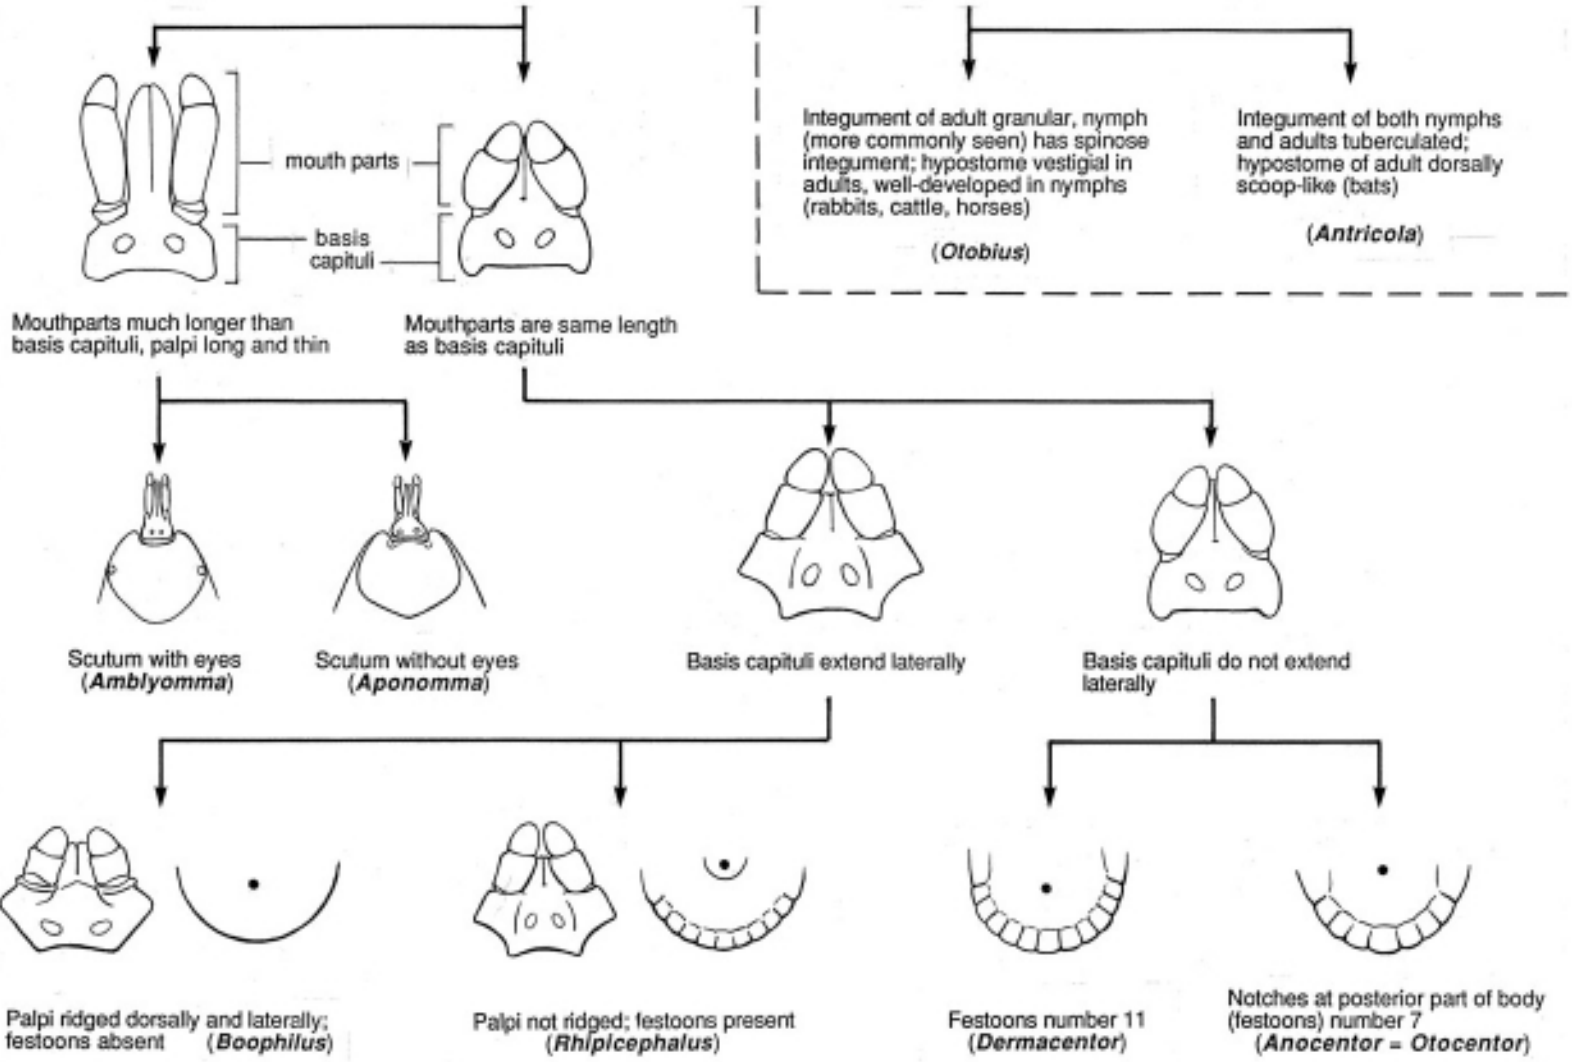 Integument of adult granular, nymph
(more commonly seen) has spinose
integument; hypostome vestigial in
adults, well-developed in nymphs
(rabbits, cattle, horses)
(Otobius)
Integument of both nymphs
and adults tuberculated;
hypostome of adult dorsally
scoop-like (bats)
(Antricola)
mouth parts
basis
capituli
Mouthparts much longer than
basis capituli, palpi long and thin
Mouthparts are same length
as basis capituli
Scutum with eyes
(Amblyomma)
Scutum without eyes
(Aponomma)
Basis capituli extend laterally
Basis capituli do not extend
laterally
Palpi ridged dorsally and laterally;
festoons absent (Boophilus)
Palpi not ridged; festoons present
(Rhipicephalus)
Festoons number 11
(Dermacentor)
Notches at posterior part of body
(festoons) number 7
(Anocentor = Otocentor)